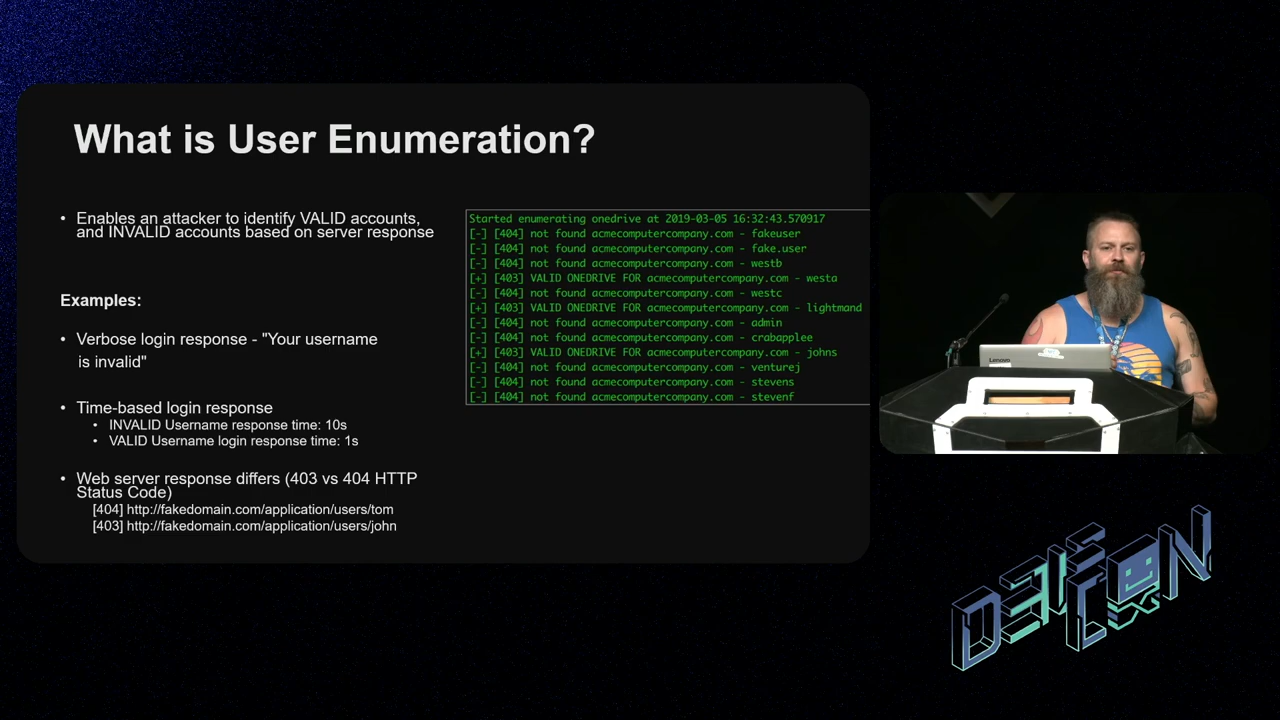 What is User Enumeration?
• Enables an attacker to identify VALID accounts,
and INVALID accounts based on server response
Examples:
• Verbose login response - "Your username
is invalid"
• Time-based login response
• INVALID Username response time: 10s
• VALID Username login response time: 1s
• Web server response differs (403 vs 404 HTTP
Status Code)
[404] http://fakedomain.com/application/users/tom
[403] http://fakedomain.com/application/users/john
Started enumerating onedrive at 2019-03-05 16:32:43.570917
[-] [404] not found acmecomputercompany.com - fakeuser
[-] [404] not found acmecomputercompany.com - fake.user
[-] [404] not found acmecomputercompany.com - westb
[+] [403] VALID ONEDRIVE FOR acmecomputercompany.com - westa
[-] [404] not found acmecomputercompany.com - westc
[+] [403] VALID ONEDRIVE FOR acmecomputercompany.com - lightmand
[-] [404] not found acmecomputercompany.com - admin
[-] [404] not found acmecomputercompany.com - crabapplee
[+] [403] VALID ONEDRIVE FOR acmecomputercompany.com - johns
[-] [404] not found acmecomputercompany.com - venturej
[-] [404] not found acmecomputercompany.com - stevens
[-] [404] not found acmecomputercompany.com - stevenf
Lenovo
DEF
CON